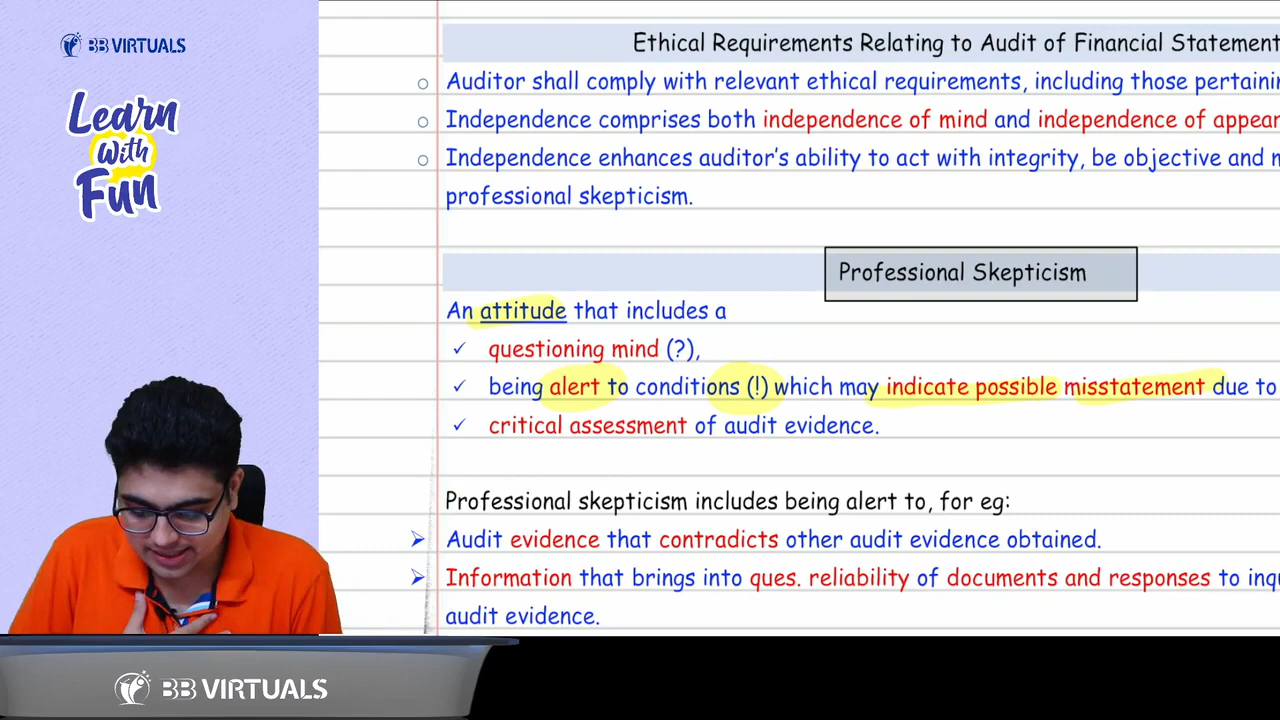 BB VIRTUALS
Learn
With
Fun
Ethical Requirements Relating to Audit of Financial Statement
o Auditor shall comply with relevant ethical requirements, including those
o Independence comprises both independence of mind and independence of
o Independence enhances auditor's ability to act with integrity, be objective and
professional skepticism.
Professional Skepticism
An attitude that includes a
✓ questioning mind (?),
✓ being alert to conditions (!) which may indicate possible misstatement due to
✓ critical assessment of audit evidence.
Professional skepticism includes being alert to, for eg:
➢ Audit evidence that contradicts other audit evidence obtained.
➢ Information that brings into ques. reliability of documents and responses to
audit evidence.
BB VIRTUALS